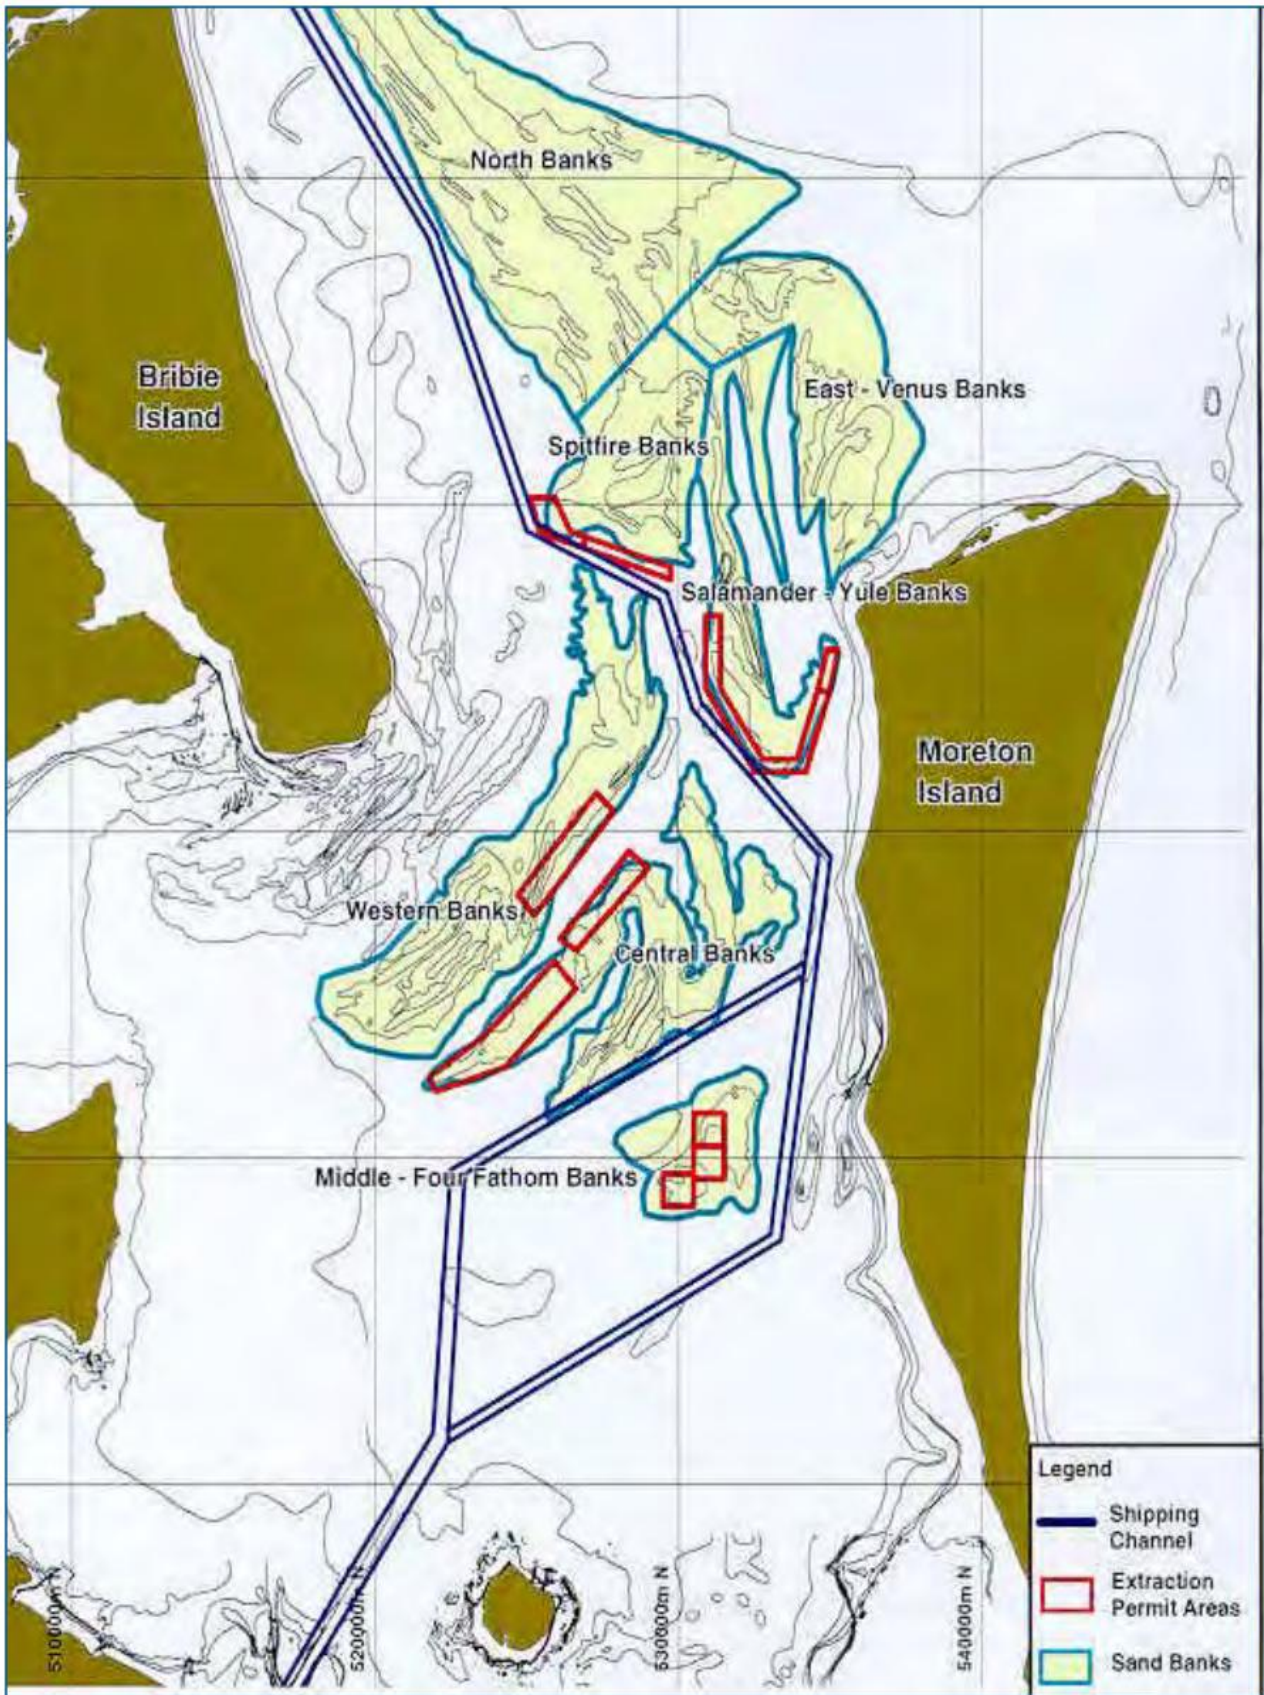 North Banks
Bribie
Island
East - Venus Banks
Spitfire Banks
Salamander - Yule Banks
Moreton
Island
Western Banks
Central Banks
Middle - Four Fathom Banks
Legend
Shipping
Channel
Extraction
Permit Areas
Sand Banks
510000m N
520000m N
530000m N
540000m N